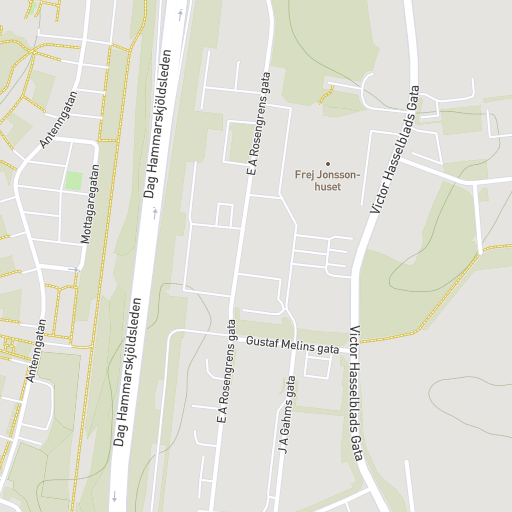 Dag Hammarskjöldsleden
Antenngatan
E A Rosengrens gata
Victor Hasselblads Gata
Frej Jonsson-
huset
Mottagaregatan
Dag Hammarskjöldsleden
Antenngatan
E A Rosengrens gata
Gustaf Melins gata
Victor Hasselblads Gata
J A Gahms gata